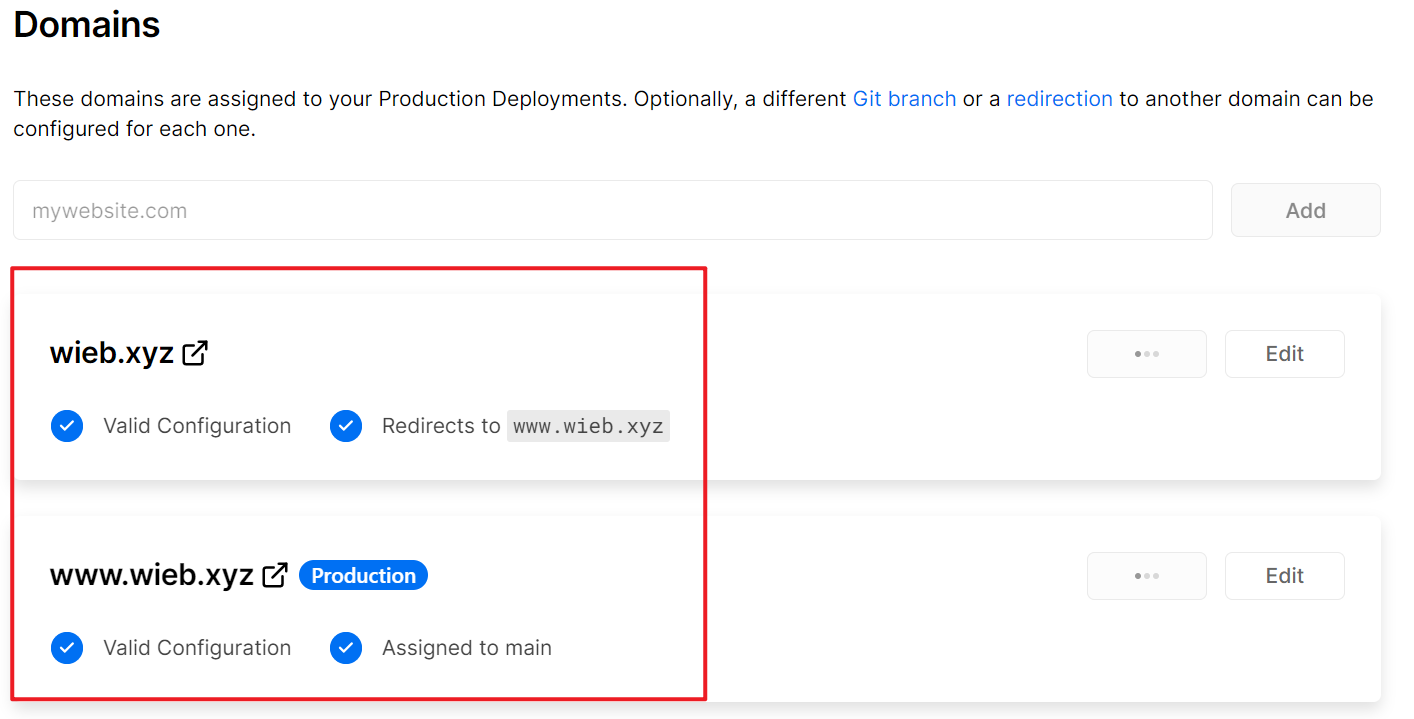 Domains
These domains are assigned to your Production Deployments. Optionally, a different Git branch or a redirection to another domain can be
configured for each one.
mywebsite.com Add
wieb.xyz Edit
Valid Configuration Redirects to www.wieb.xyz
www.wieb.xyz Production Edit
Valid Configuration Assigned to main